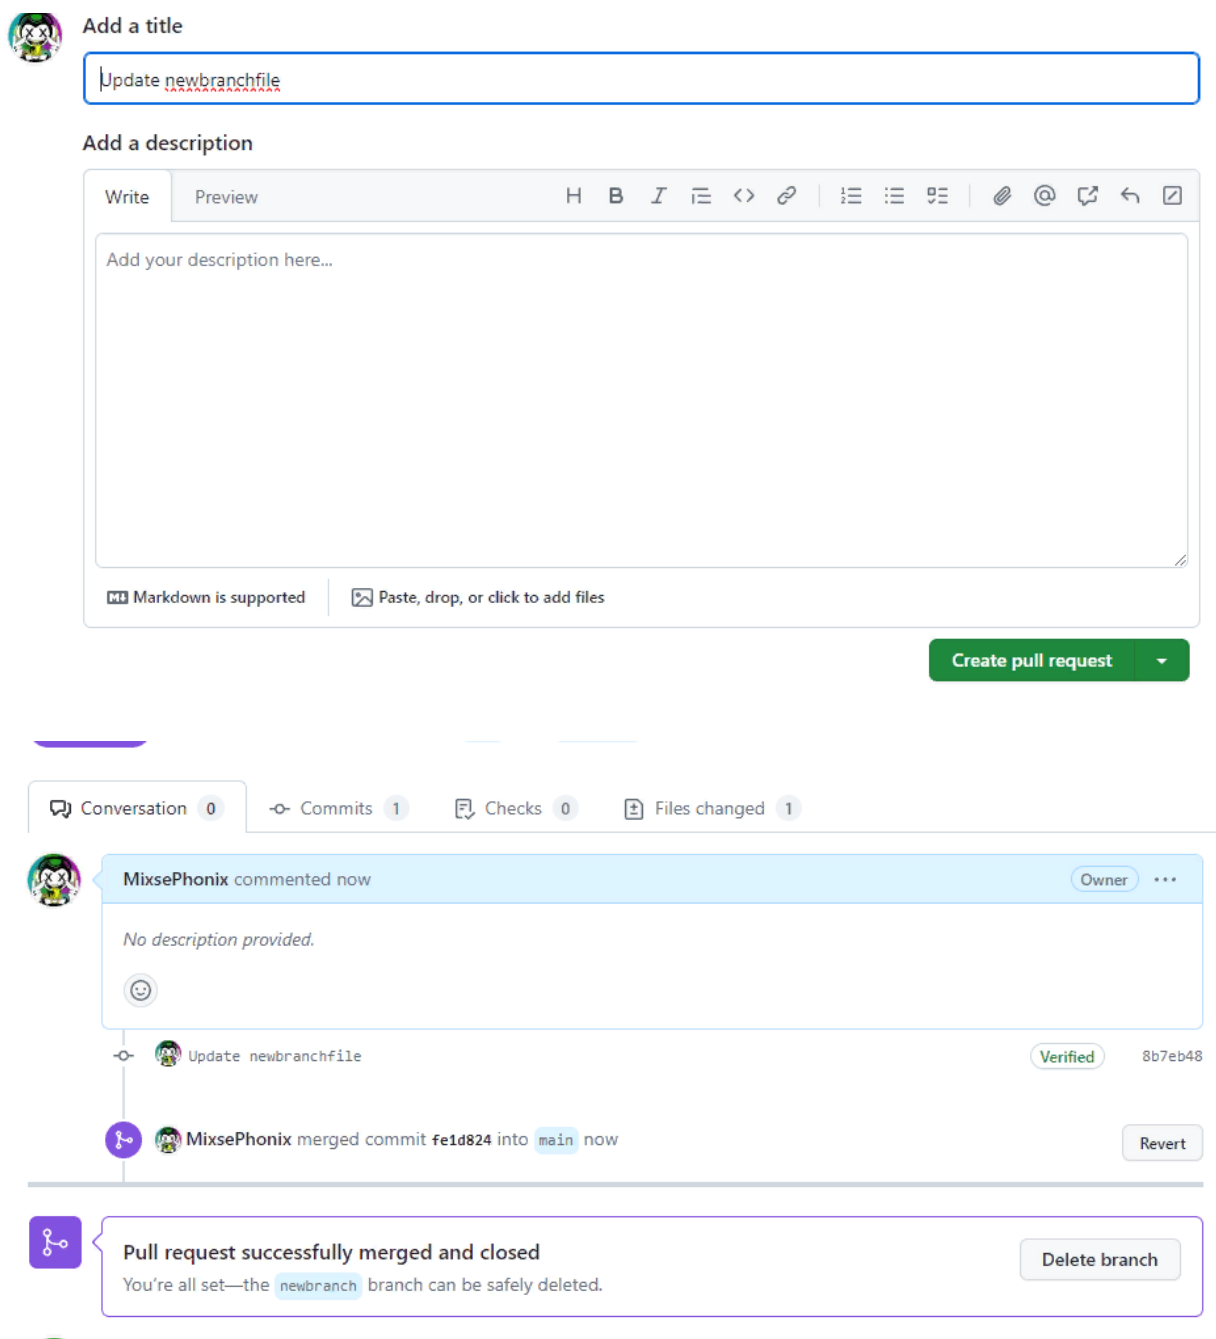 Add a title
Update newbranchfile
Add a description
Write Preview
Add your description here...
Markdown is supported Paste, drop, or click to add files
Create pull request
Conversation 0 Commits 1 Checks 0 Files changed 1
MixsePhonix commented now Owner
No description provided.
Update newbranchfile Verified 8b7eb48
MixsePhonix merged commit fe1d824 into main now Revert
Pull request successfully merged and closed
You're all set—the newbranch branch can be safely deleted.
Delete branch